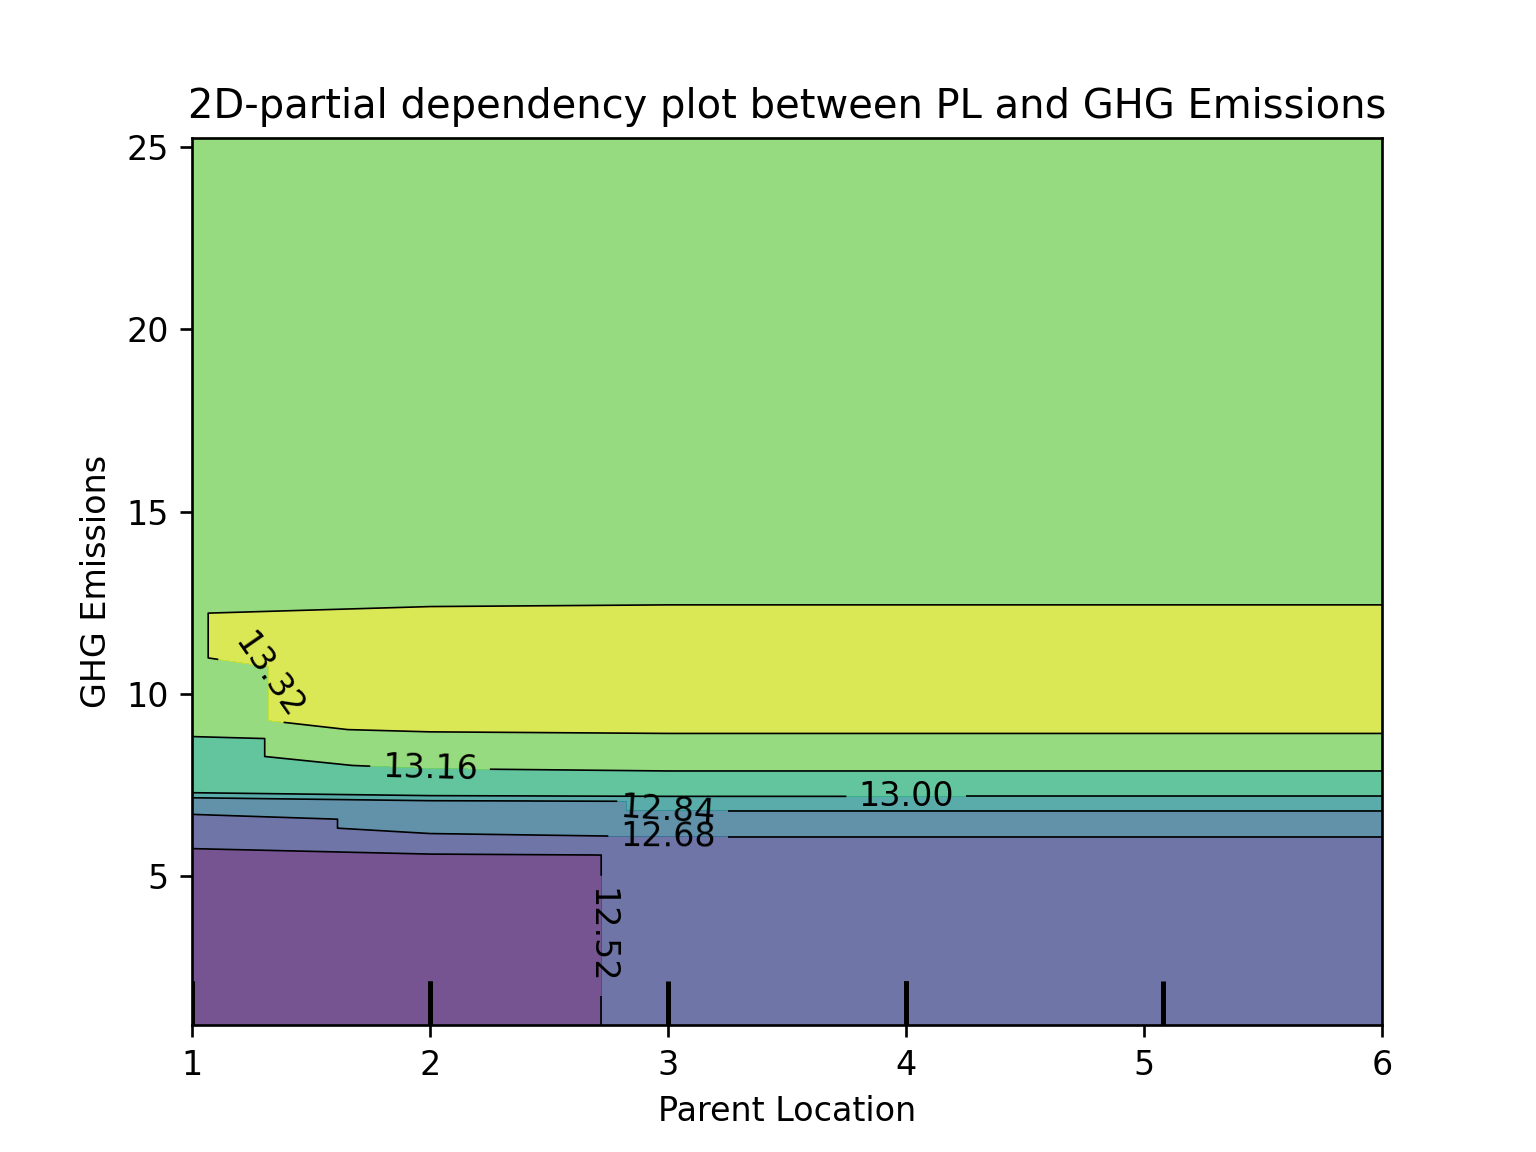 2D-partial dependency plot between PL and GHG Emissions
25
20
15
10
5
GHG Emissions
13.32
13.16
13.00
12.84
12.68
12.52
1 2 3 4 5 6
Parent Location